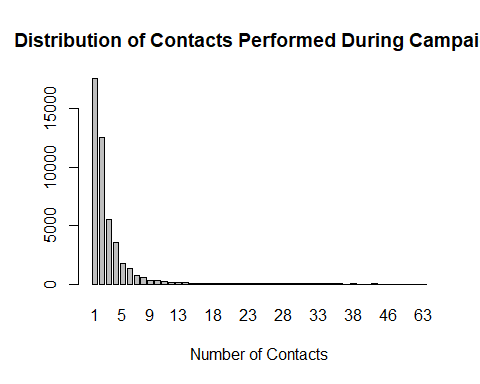 Distribution of Contacts Performed During Campai
15000
10000
5000
0
1 5 9 13 18 23 28 33 38 46 63
Number of Contacts